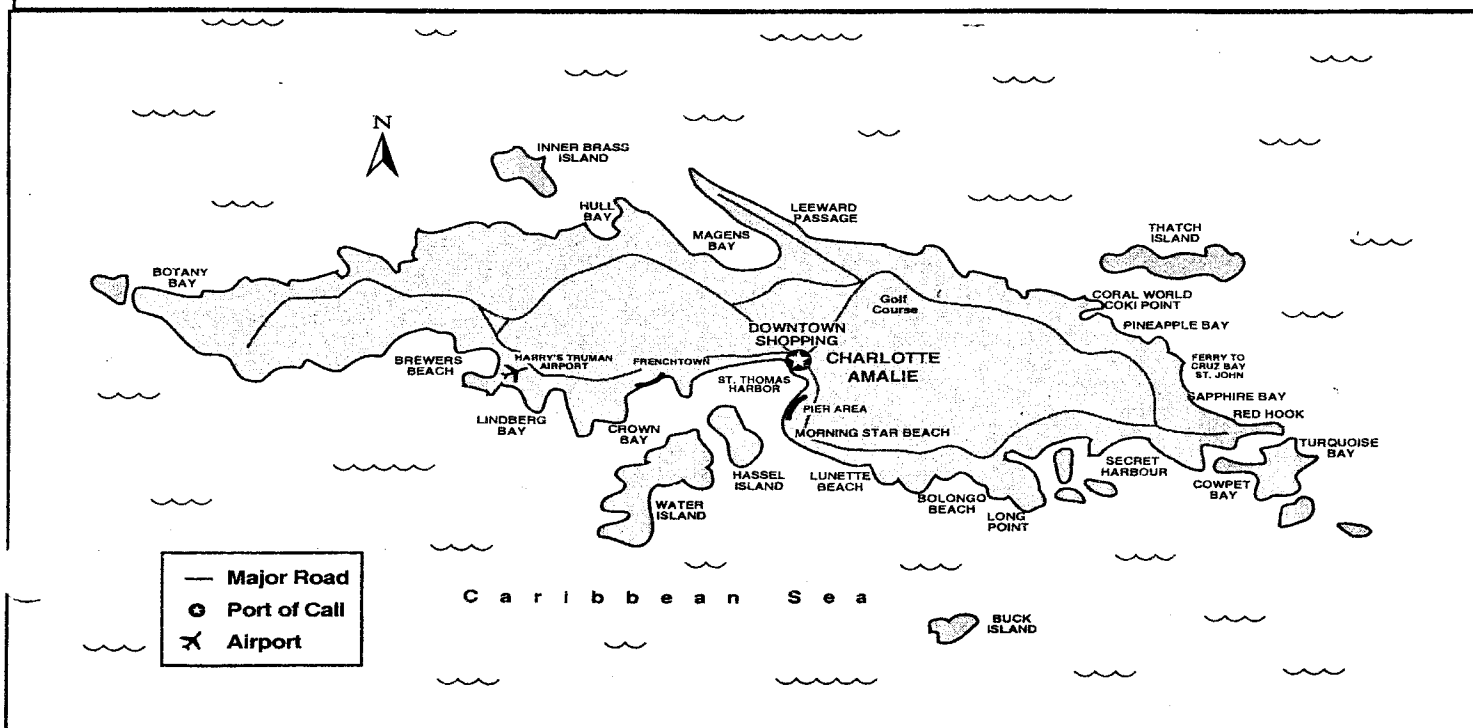 N
INNER BRASS
ISLAND
HULL
BAY
LEEWARD
PASSAGE
MAGENS
BAY
THATCH
ISLAND
BOTANY
BAY
CORAL WORLD
COKI POINT
Golf
Course
PINEAPPLE BAY
DOWNTOWN
SHOPPING
CHARLOTTE
AMALIE
BREWERS
BEACH
HARRY'S TRUMAN
AIRPORT
FRENCHTOWN
FERRY TO
CRUZ BAY
ST. JOHN
ST. THOMAS
HARBOR
SAPPHIRE BAY
PIER AREA
RED HOOK
LINDBERG
BAY
CROWN
BAY
MORNING STAR BEACH
TURQUOISE
BAY
HASSEL
ISLAND
LUNETTE
BEACH
SECRET
HARBOUR
WATER
ISLAND
BOLONGO
BEACH
LONG
POINT
COWPET
BAY
Major Road
Port of Call
Airport
Caribbean Sea
BUCK
ISLAND